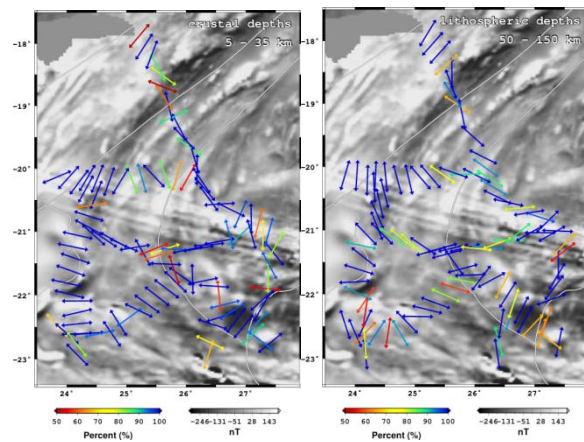 crustal depths
5 - 35 km
-17°
-18°
-19°
-20°
-21°
-22°
-23°
24° 25° 26° 27°
50 60 70 80 90 100
Percent (%)
-246-131-51 28 143
nT
lithospheric depths
50 - 150 km
-18°
-19°
-20°
-21°
-22°
-23°
24° 25° 26° 27°
50 60 70 80 90 100
Percent (%)
-246-131-51 28 143
nT